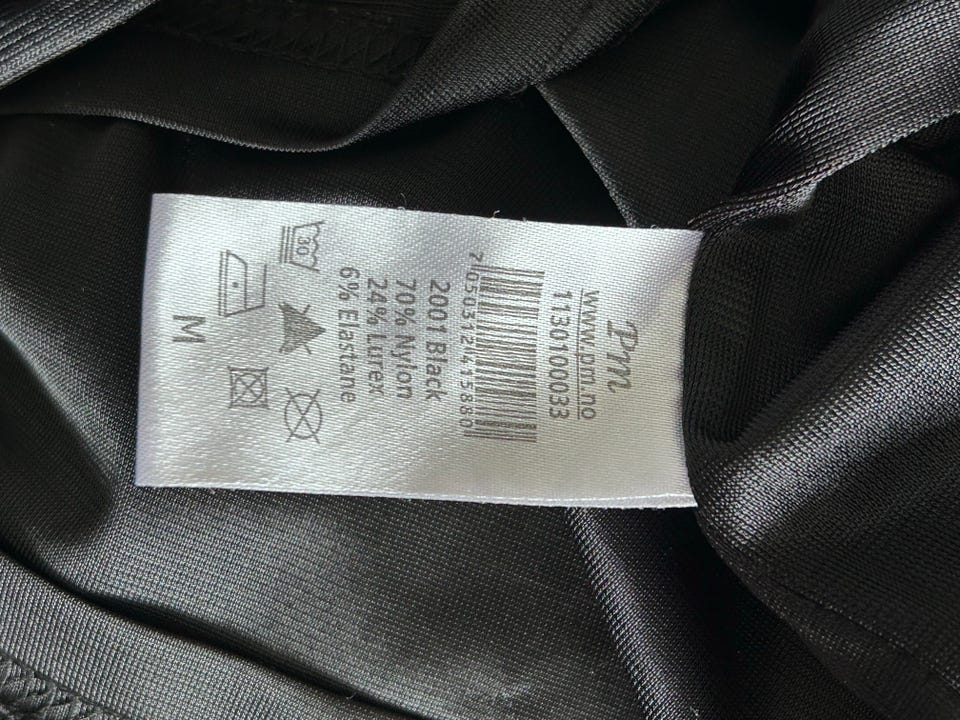 Pm
www.pm.no
1130100033
7050312415880
2001 Black
70% Nylon
24% Lurex
6% Elastane
30
M